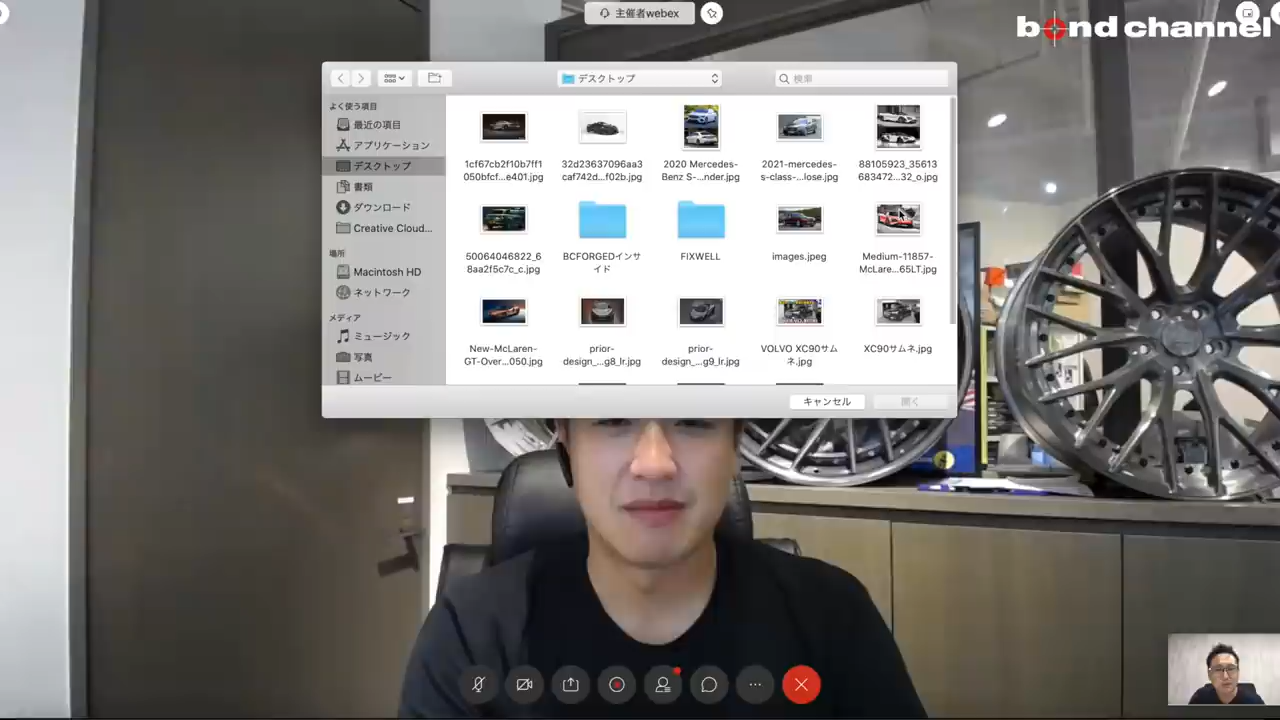 主催者webex
bond channel
デスクトップ
検索
よく使う項目
最近の項目
アプリケーション
デスクトップ
書類
ダウンロード
Creative Cloud...
場所
Macintosh HD
ネットワーク
メディア
ミュージック
写真
ムービー
1cf67cb2f10b7ff1
050bfcf...e401.jpg
32d23637096aa3
caf742d...f02b.jpg
2020 Mercedes-
Benz S-...nder.jpg
2021-mercedes-
s-class-...lose.jpg
88105923_35613
683472...32_o.jpg
50064046822_6
8aa2f5c7c_c.jpg
BCFORGEDインサ
イド
FIXWELL
images.jpeg
Medium-11857-
McLare...65LT.jpg
New-McLaren-
GT-Over...050.jpg
prior-
design_...g8_lr.jpg
prior-
design_...g9_lr.jpg
VOLVO XC90サム
ネ.jpg
XC90サムネ.jpg
キャンセル
開く